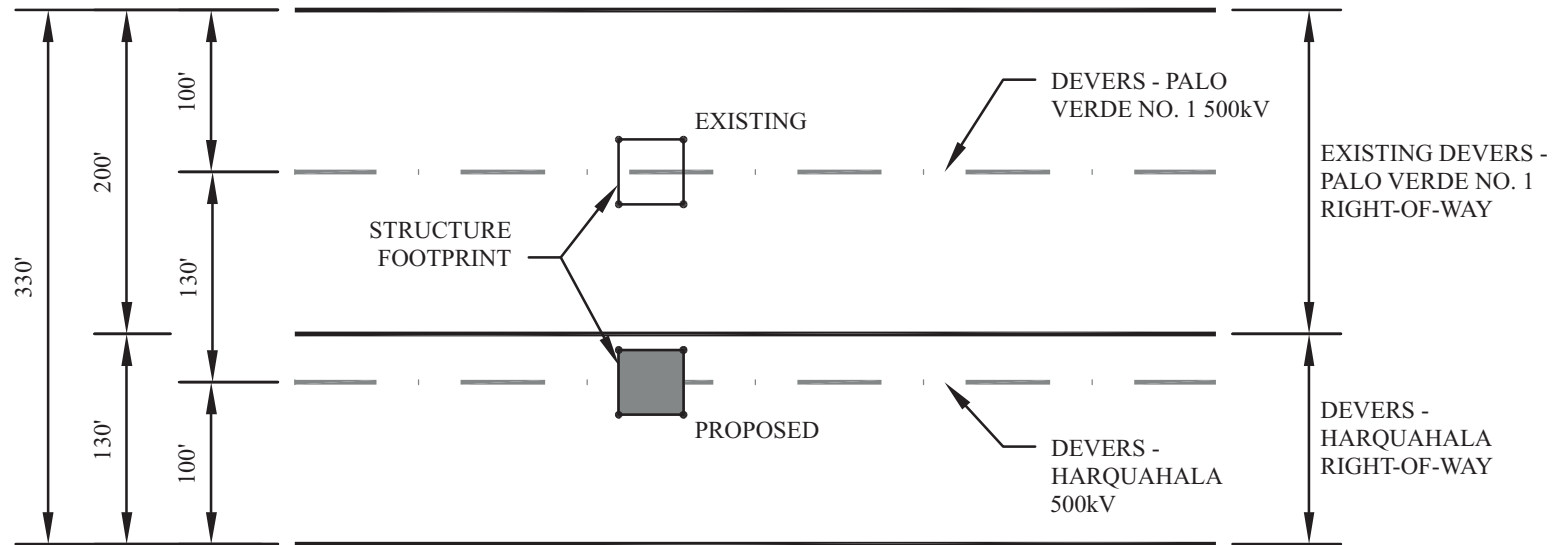 330'
200'
130'
100'
130'
100'
EXISTING
STRUCTURE
FOOTPRINT
PROPOSED
DEVERS - PALO
VERDE NO. 1 500kV
DEVERS -
HARQUAHALA
500kV
EXISTING DEVERS -
PALO VERDE NO. 1
RIGHT-OF-WAY
DEVERS -
HARQUAHALA
RIGHT-OF-WAY